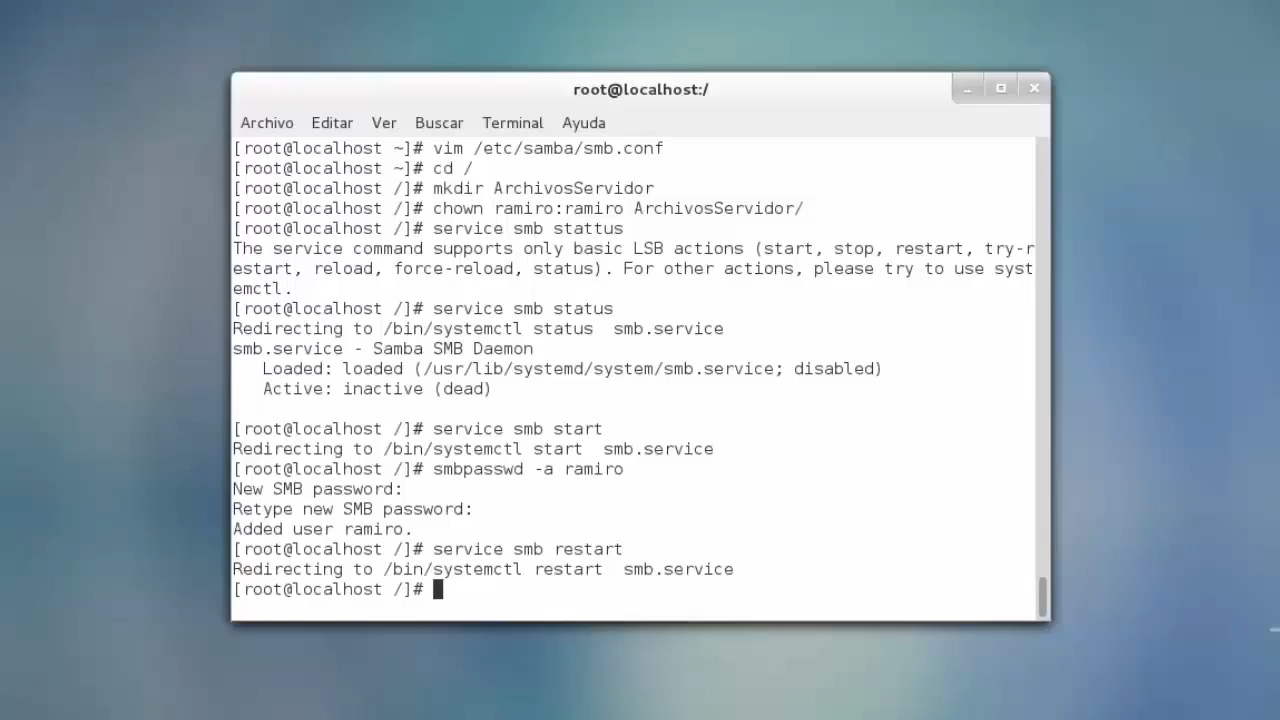 root@localhost:/
Archivo Editar Ver Buscar Terminal Ayuda
[root@localhost ~]# vim /etc/samba/smb.conf
[root@localhost ~]# cd /
[root@localhost /]# mkdir ArchivosServidor
[root@localhost /]# chown ramiro:ramiro ArchivosServidor/
[root@localhost /]# service smb stattus
The service command supports only basic LSB actions (start, stop, restart, try-r
estart, reload, force-reload, status). For other actions, please try to use syst
emctl.
[root@localhost /]# service smb status
Redirecting to /bin/systemctl status  smb.service
smb.service - Samba SMB Daemon
   Loaded: loaded (/usr/lib/systemd/system/smb.service; disabled)
   Active: inactive (dead)
[root@localhost /]# service smb start
Redirecting to /bin/systemctl start  smb.service
[root@localhost /]# smbpasswd -a ramiro
New SMB password:
Retype new SMB password:
Added user ramiro.
[root@localhost /]# service smb restart
Redirecting to /bin/systemctl restart  smb.service
[root@localhost /]#